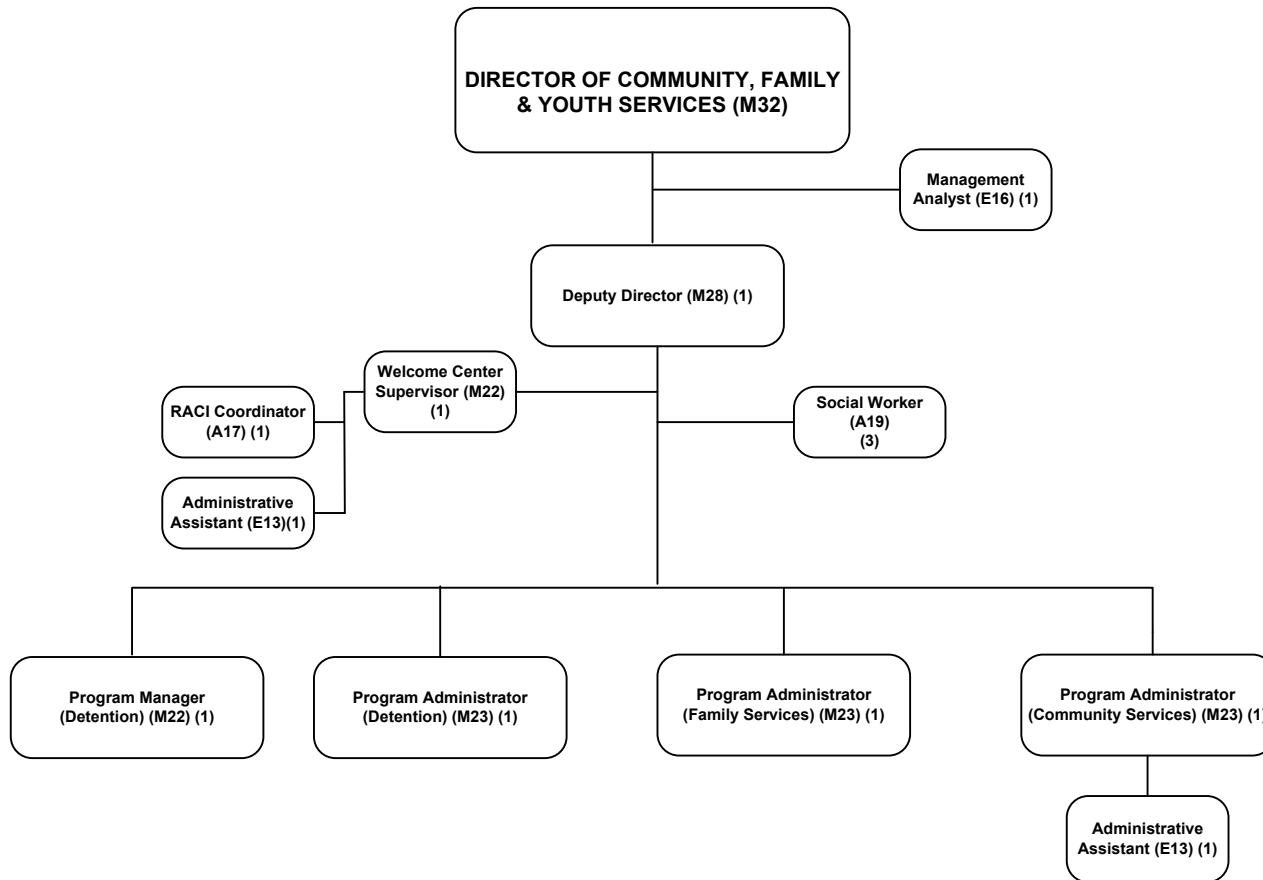 DIRECTOR OF COMMUNITY, FAMILY
& YOUTH SERVICES (M32)
Management
Analyst (E16) (1)
Deputy Director (M28) (1)
Welcome Center
Supervisor (M22)
(1)
RACI Coordinator
(A17) (1)
Administrative
Assistant (E13)(1)
Social Worker
(A19)
(3)
Program Manager
(Detention) (M22) (1)
Program Administrator
(Detention) (M23) (1)
Program Administrator
(Family Services) (M23) (1)
Program Administrator
(Community Services) (M23) (1)
Administrative
Assistant (E13) (1)